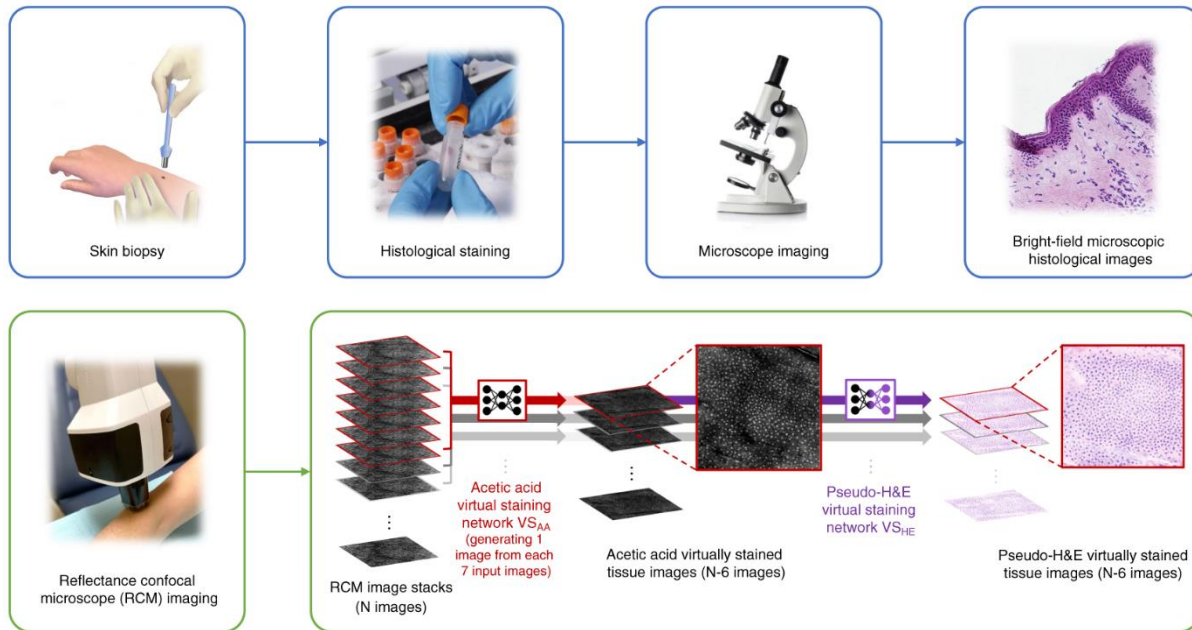 Skin biopsy
Histological staining
Microscope imaging
Bright-field microscopic
histological images
Reflectance confocal
microscope (RCM) imaging
RCM image stacks
(N images)
Acetic acid
virtual staining
network VS_AA
(generating 1
image from each
7 input images)
Acetic acid virtually stained
tissue images (N-6 images)
Pseudo-H&E
virtual staining
network VS_HE
Pseudo-H&E virtually stained
tissue images (N-6 images)